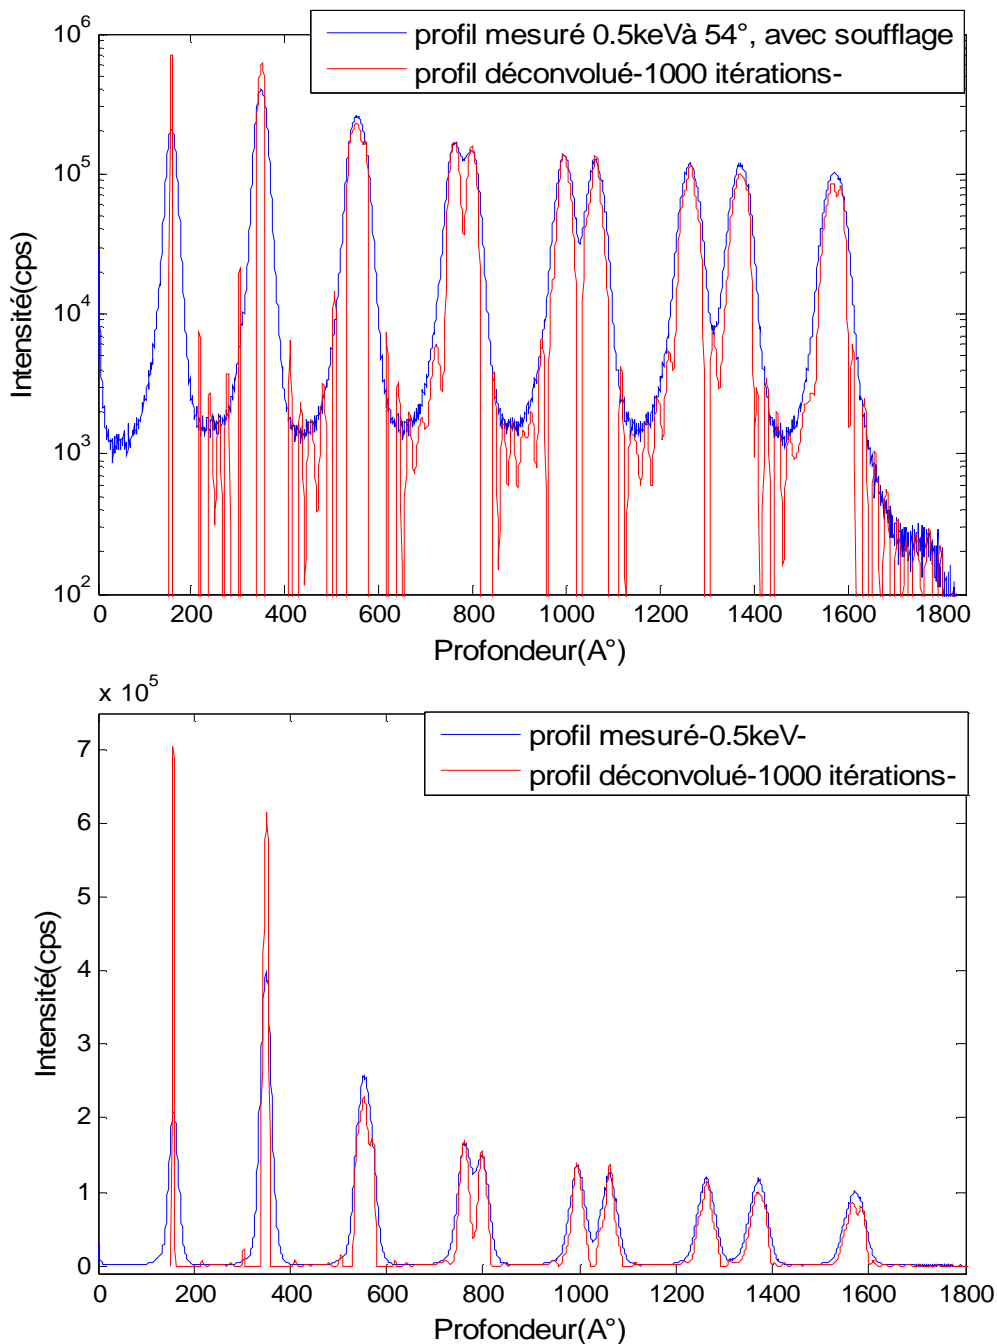 profil mesuré 0.5keVà 54°, avec soufflage
profil déconvolué-1000 itérations-
Intensité(cps)
10^6
10^5
10^4
10^3
10^2
0 200 400 600 800 1000 1200 1400 1600 1800
Profondeur(A°)
x 10^5
profil mesuré-0.5keV-
profil déconvolué-1000 itérations-
Intensité(cps)
7
6
5
4
3
2
1
0
0 200 400 600 800 1000 1200 1400 1600 1800
Profondeur(A°)